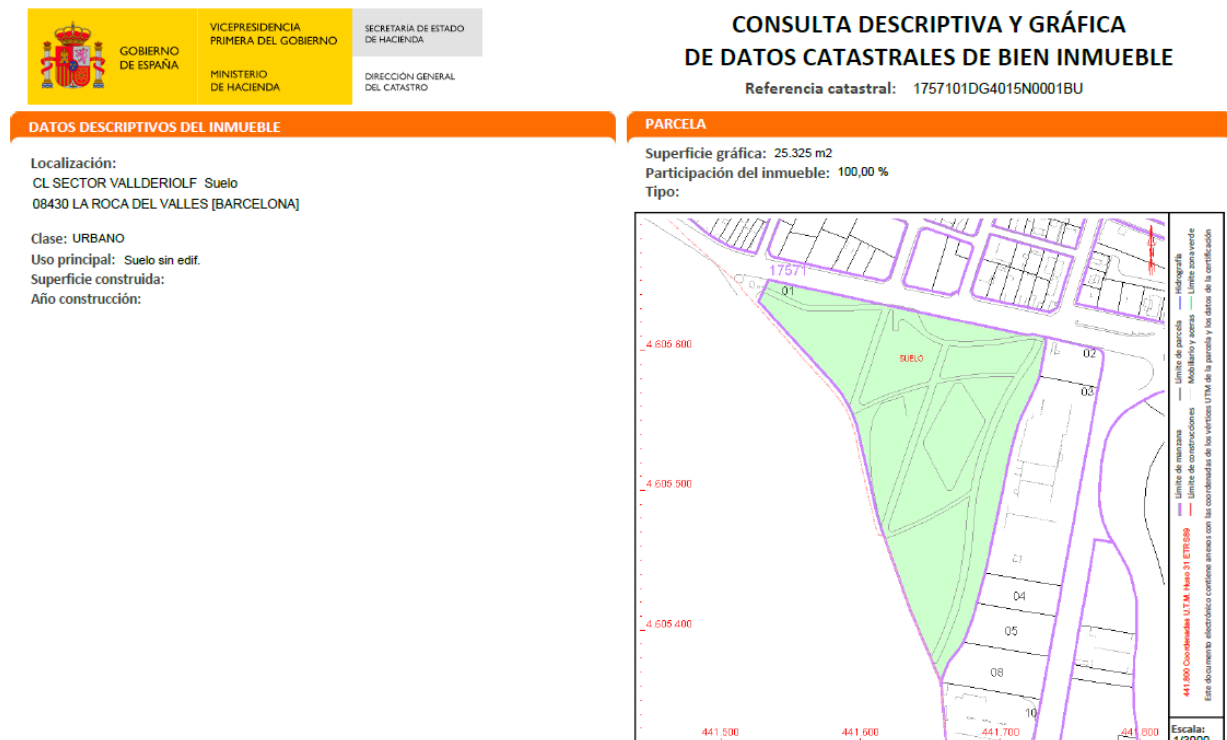 GOBIERNO
DE ESPAÑA
VICEPRESIDENCIA
PRIMERA DEL GOBIERNO
MINISTERIO
DE HACIENDA
SECRETARÍA DE ESTADO
DE HACIENDA
DIRECCIÓN GENERAL
DEL CATASTRO
CONSULTA DESCRIPTIVA Y GRÁFICA
DE DATOS CATASTRALES DE BIEN INMUEBLE
Referencia catastral: 1757101DG4015N0001BU
DATOS DESCRIPTIVOS DEL INMUEBLE
Localización:
CL SECTOR VALLDERIOLF Suelo
08430 LA ROCA DEL VALLES [BARCELONA]
Clase: URBANO
Uso principal: Suelo sin edif.
Superficie construida:
Año construcción:
PARCELA
Superficie gráfica: 25.325 m2
Participación del inmueble: 100,00 %
Tipo:
17571
01
SUELO
02
03
04
05
08
10
4.605.600
4.605.500
4.605.400
441.500
441.600
441.700
441.800
441.800 Coordenadas U.T.M. Huso 31 ETRS89
Límite de manzana
Límite de parcela
Hidrografía
Límite de construcciones
Mobiliario y aceras
Límite zona verde
Este documento electrónico contiene anexos con las coordenadas de los vértices UTM de la parcela y los datos de la certificación
Escala:
1/3000